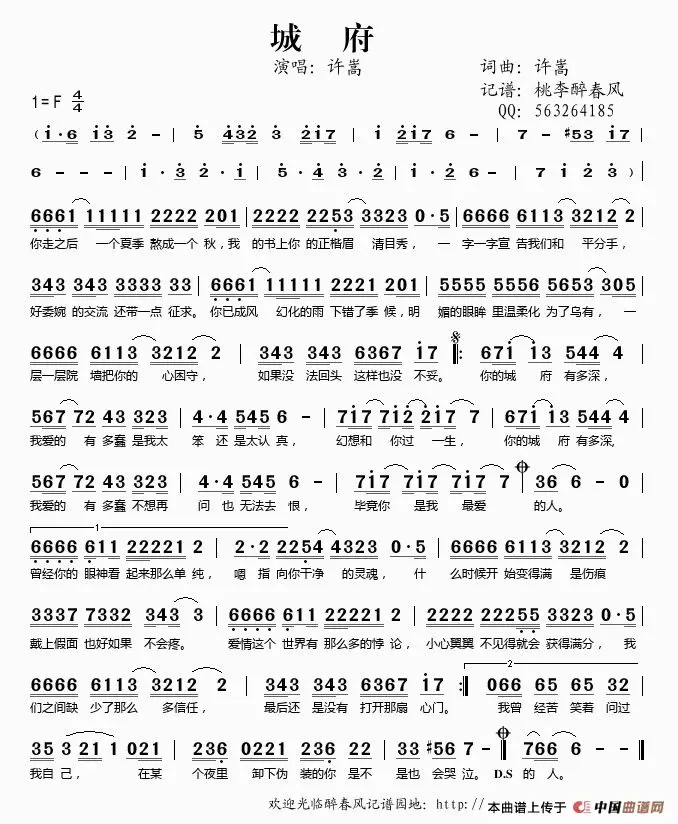 城 府
演唱：许嵩
词曲：许嵩
记谱：桃李醉春风
QQ: 563264185
1=F 4/4
( i·6 i3 2 - | 5 432 3 2i7 | i 2i7 6 - | 7 - #53 i7
6 - - - | i·3 2·i | 5·4 3·2 | i·2 6 - | 7 - i23 )
6661 11111 2222 201 | 2222 2253 3323 0·5 | 6666 6113 3212 2 |
你走之后 一个夏季 熬成一个 秋，我 的书上你 的正楷眉 清目秀， 一 字一字宣 告我们和 平分手，
343 343 3333 33 | 6661 11111 2221 201 | 5555 5556 5653 305 |
好委婉 的交流 还带一点 征求。 你已成风 幻化的雨 下错了季 候，明 媚的眼眸 里温柔化 为了乌有， 一
6666 6113 3212 2 | 343 343 6367 i7 𝄋 ‖: 67i i3 544 4 |
层一层院 墙把你的 心困守， 如果没 法回头 这样也没 不妥。 你的城 府 有多深，
567 72 43 323 | 4·4 545 6 - | 7i7 7i2 2i7 7 | 67i i3 544 4 |
我爱的 有 多蠢 是我太 笨 还 是太认 真， 幻想和 你过 一生， 你的城 府 有多深，
567 72 43 323 | 4·4 545 6 - | 7i7 7i7 7i7 7 | 36 6 - 0
我爱的 有 多蠢 不想再 问 也 无法去 恨， 毕竟你 是我 最爱 的人。
1
6666 611 22221 2 | 2·2 2254 4323 0·5 | 6666 6113 3212 2
曾经你的 眼神看 起来那么单 纯， 嗯 指 向你干净 的灵魂， 什 么时候开 始变得满 是伤痕
3337 7332 343 3 | 6666 611 22221 2 | 2222 22255 3323 0·5 |
戴上假面 也好如果 不会疼。 爱情这个 世界有 那么多的悖 论， 小心翼翼 不见得就会 获得满分， 我
2
6666 6113 3212 2 | 343 343 6367 i7 :‖ 066 65 65 32 |
们之间缺 少了那么 多信任， 最后还 是没有 打开那扇 心门。 我曾 经苦 笑着 问过
35 3 21 1 021 | 236 0 221 236 2 | 33 #56 7 - ‖ 766 6 - - ‖
我自 己， 在某 个夜里 卸下伪 装的你 是不 是也 会哭 泣。 D.S 的 人。
欢迎光临醉春风记谱园地：http://
本曲谱上传于 中国曲谱网